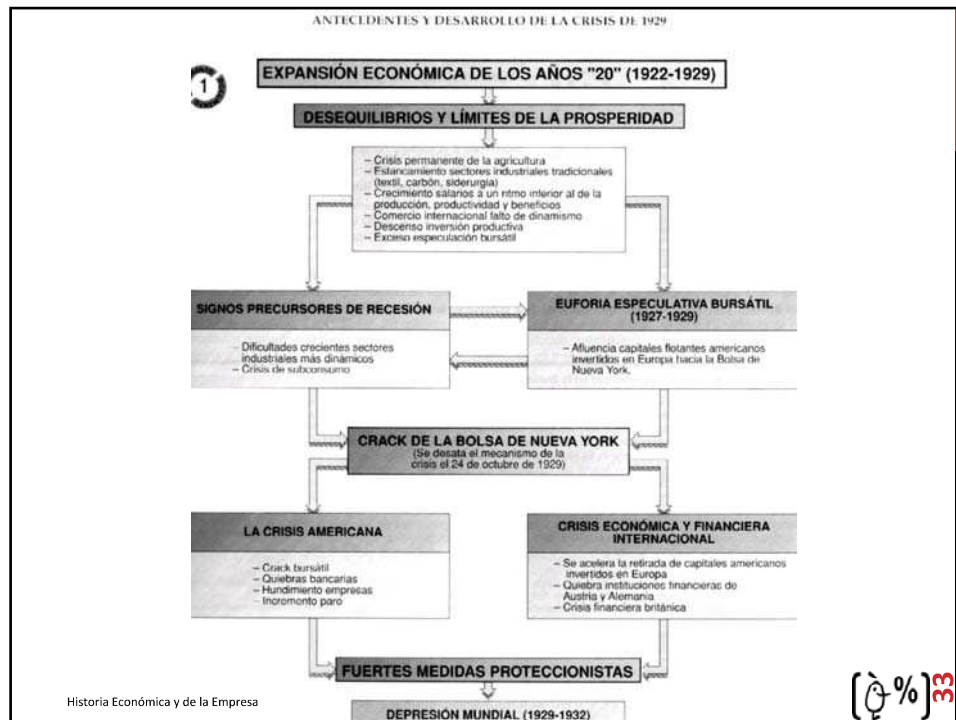 ANTECEDENTES Y DESARROLLO DE LA CRISIS DE 1929
1
EXPANSIÓN ECONÓMICA DE LOS AÑOS "20" (1922-1929)
DESEQUILIBRIOS Y LÍMITES DE LA PROSPERIDAD
– Crisis permanente de la agricultura
– Estancamiento sectores industriales tradicionales
(textil, carbón, siderurgia)
– Crecimiento salarios a un ritmo inferior al de la
producción, productividad y beneficios
– Comercio internacional falto de dinamismo
– Descenso inversión productiva
– Exceso especulación bursátil
SIGNOS PRECURSORES DE RECESIÓN
– Dificultades crecientes sectores
industriales más dinámicos
– Crisis de subconsumo
EUFORIA ESPECULATIVA BURSÁTIL
(1927-1929)
– Afluencia capitales flotantes americanos
invertidos en Europa hacia la Bolsa de
Nueva York.
CRACK DE LA BOLSA DE NUEVA YORK
(Se desata el mecanismo de la
crisis el 24 de octubre de 1929)
LA CRISIS AMERICANA
– Crack bursátil
– Quiebras bancarias
– Hundimiento empresas
– Incremento paro
CRISIS ECONÓMICA Y FINANCIERA
INTERNACIONAL
– Se acelera la retirada de capitales americanos
invertidos en Europa
– Quiebra instituciones financieras de
Austria y Alemania
– Crisis financiera británica
FUERTES MEDIDAS PROTECCIONISTAS
DEPRESIÓN MUNDIAL (1929-1932)
Historia Económica y de la Empresa
%
33